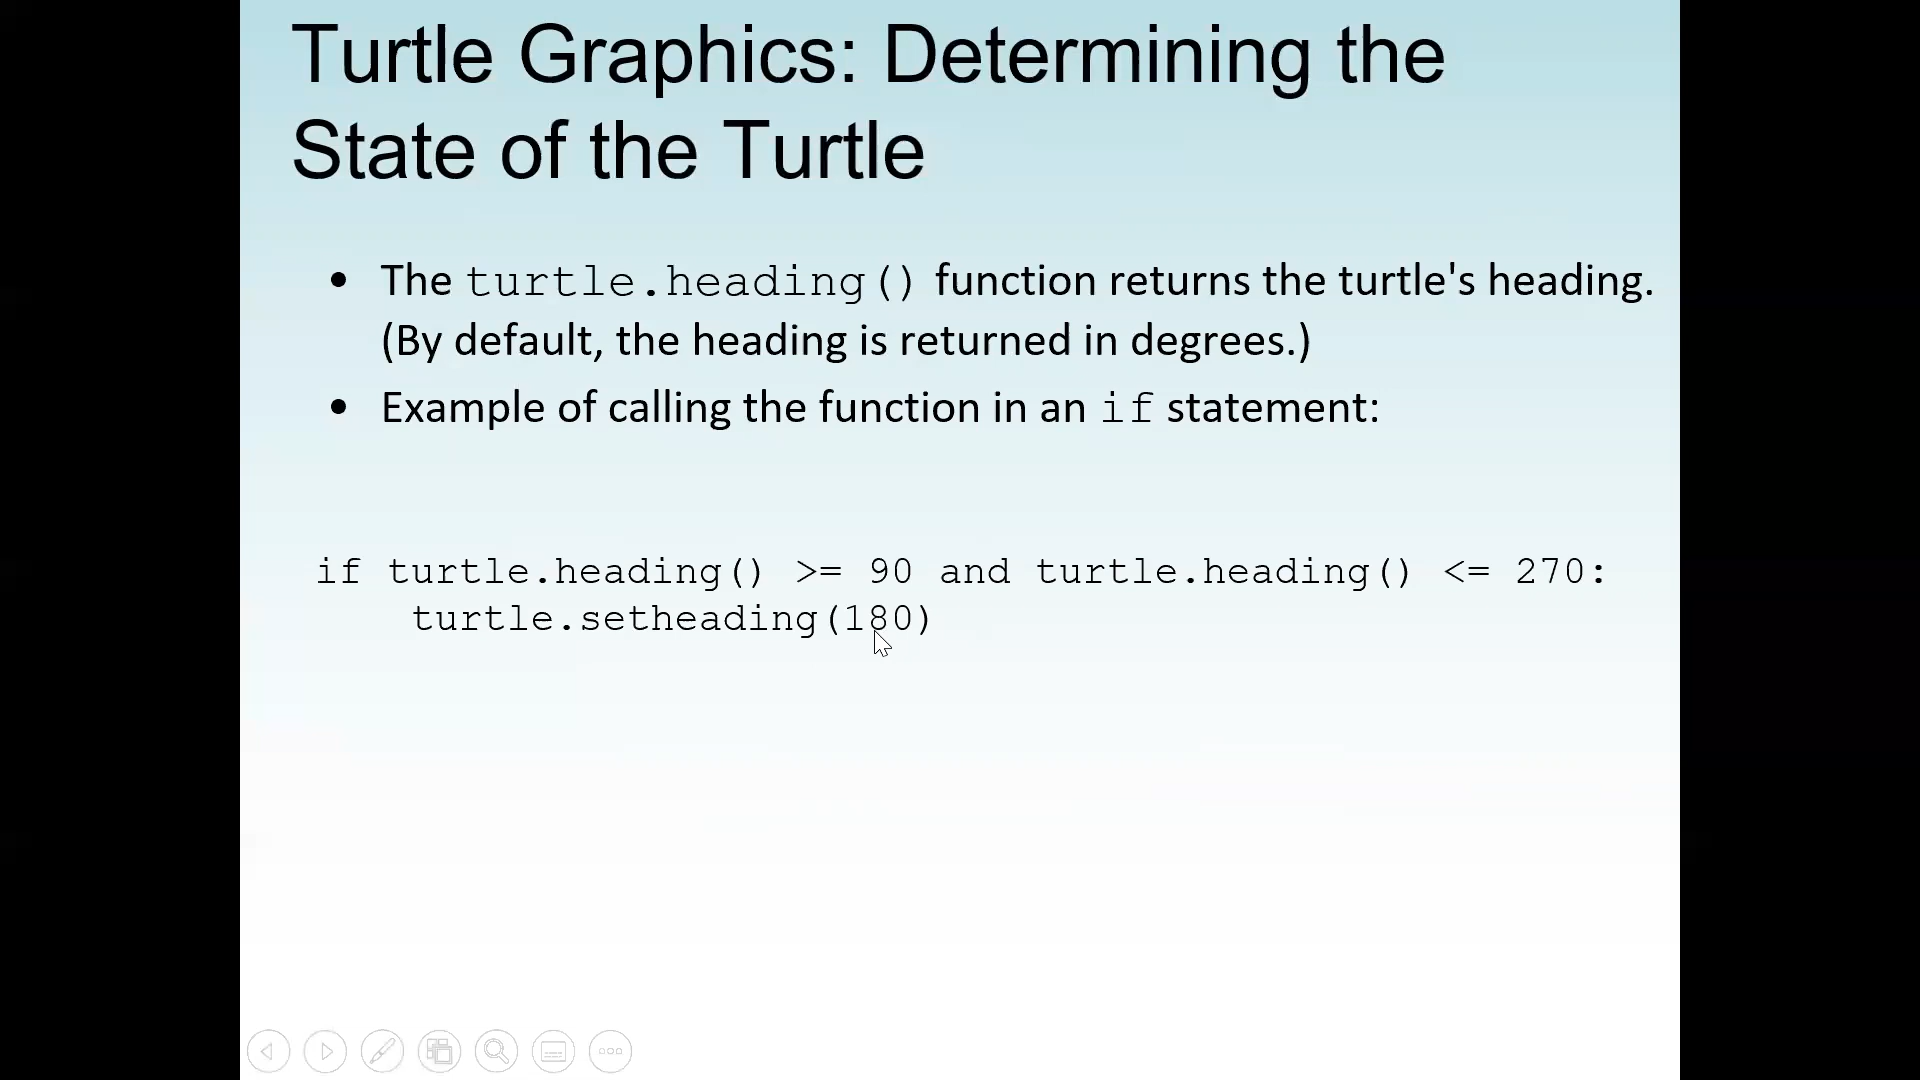 Turtle Graphics: Determining the
State of the Turtle
• The turtle.heading() function returns the turtle's heading.
(By default, the heading is returned in degrees.)
• Example of calling the function in an if statement:
if turtle.heading() >= 90 and turtle.heading() <= 270:
    turtle.setheading(180)